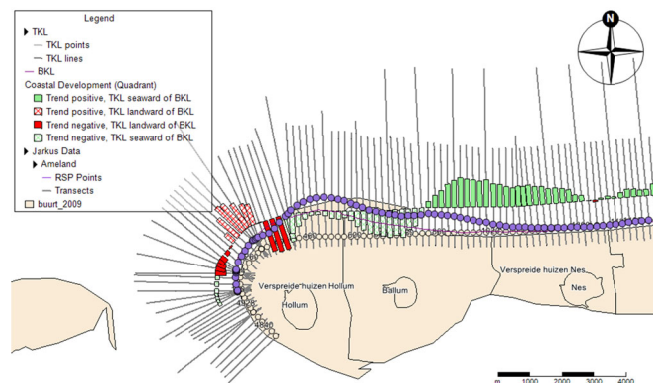 Legend
TKL
TKL points
TKL lines
BKL
Coastal Development (Quadrant)
Trend positive, TKL seaward of BKL
Trend positive, TKL landward of BKL
Trend negative, TKL landward of BKL
Trend negative, TKL seaward of BKL
Jarkus Data
Ameland
RSP Points
Transects
buurt_2009
N
Verspreide huizen Hollum
Hollum
Ballum
Verspreide huizen Nes
Nes
m 1000 2000 3000 4000